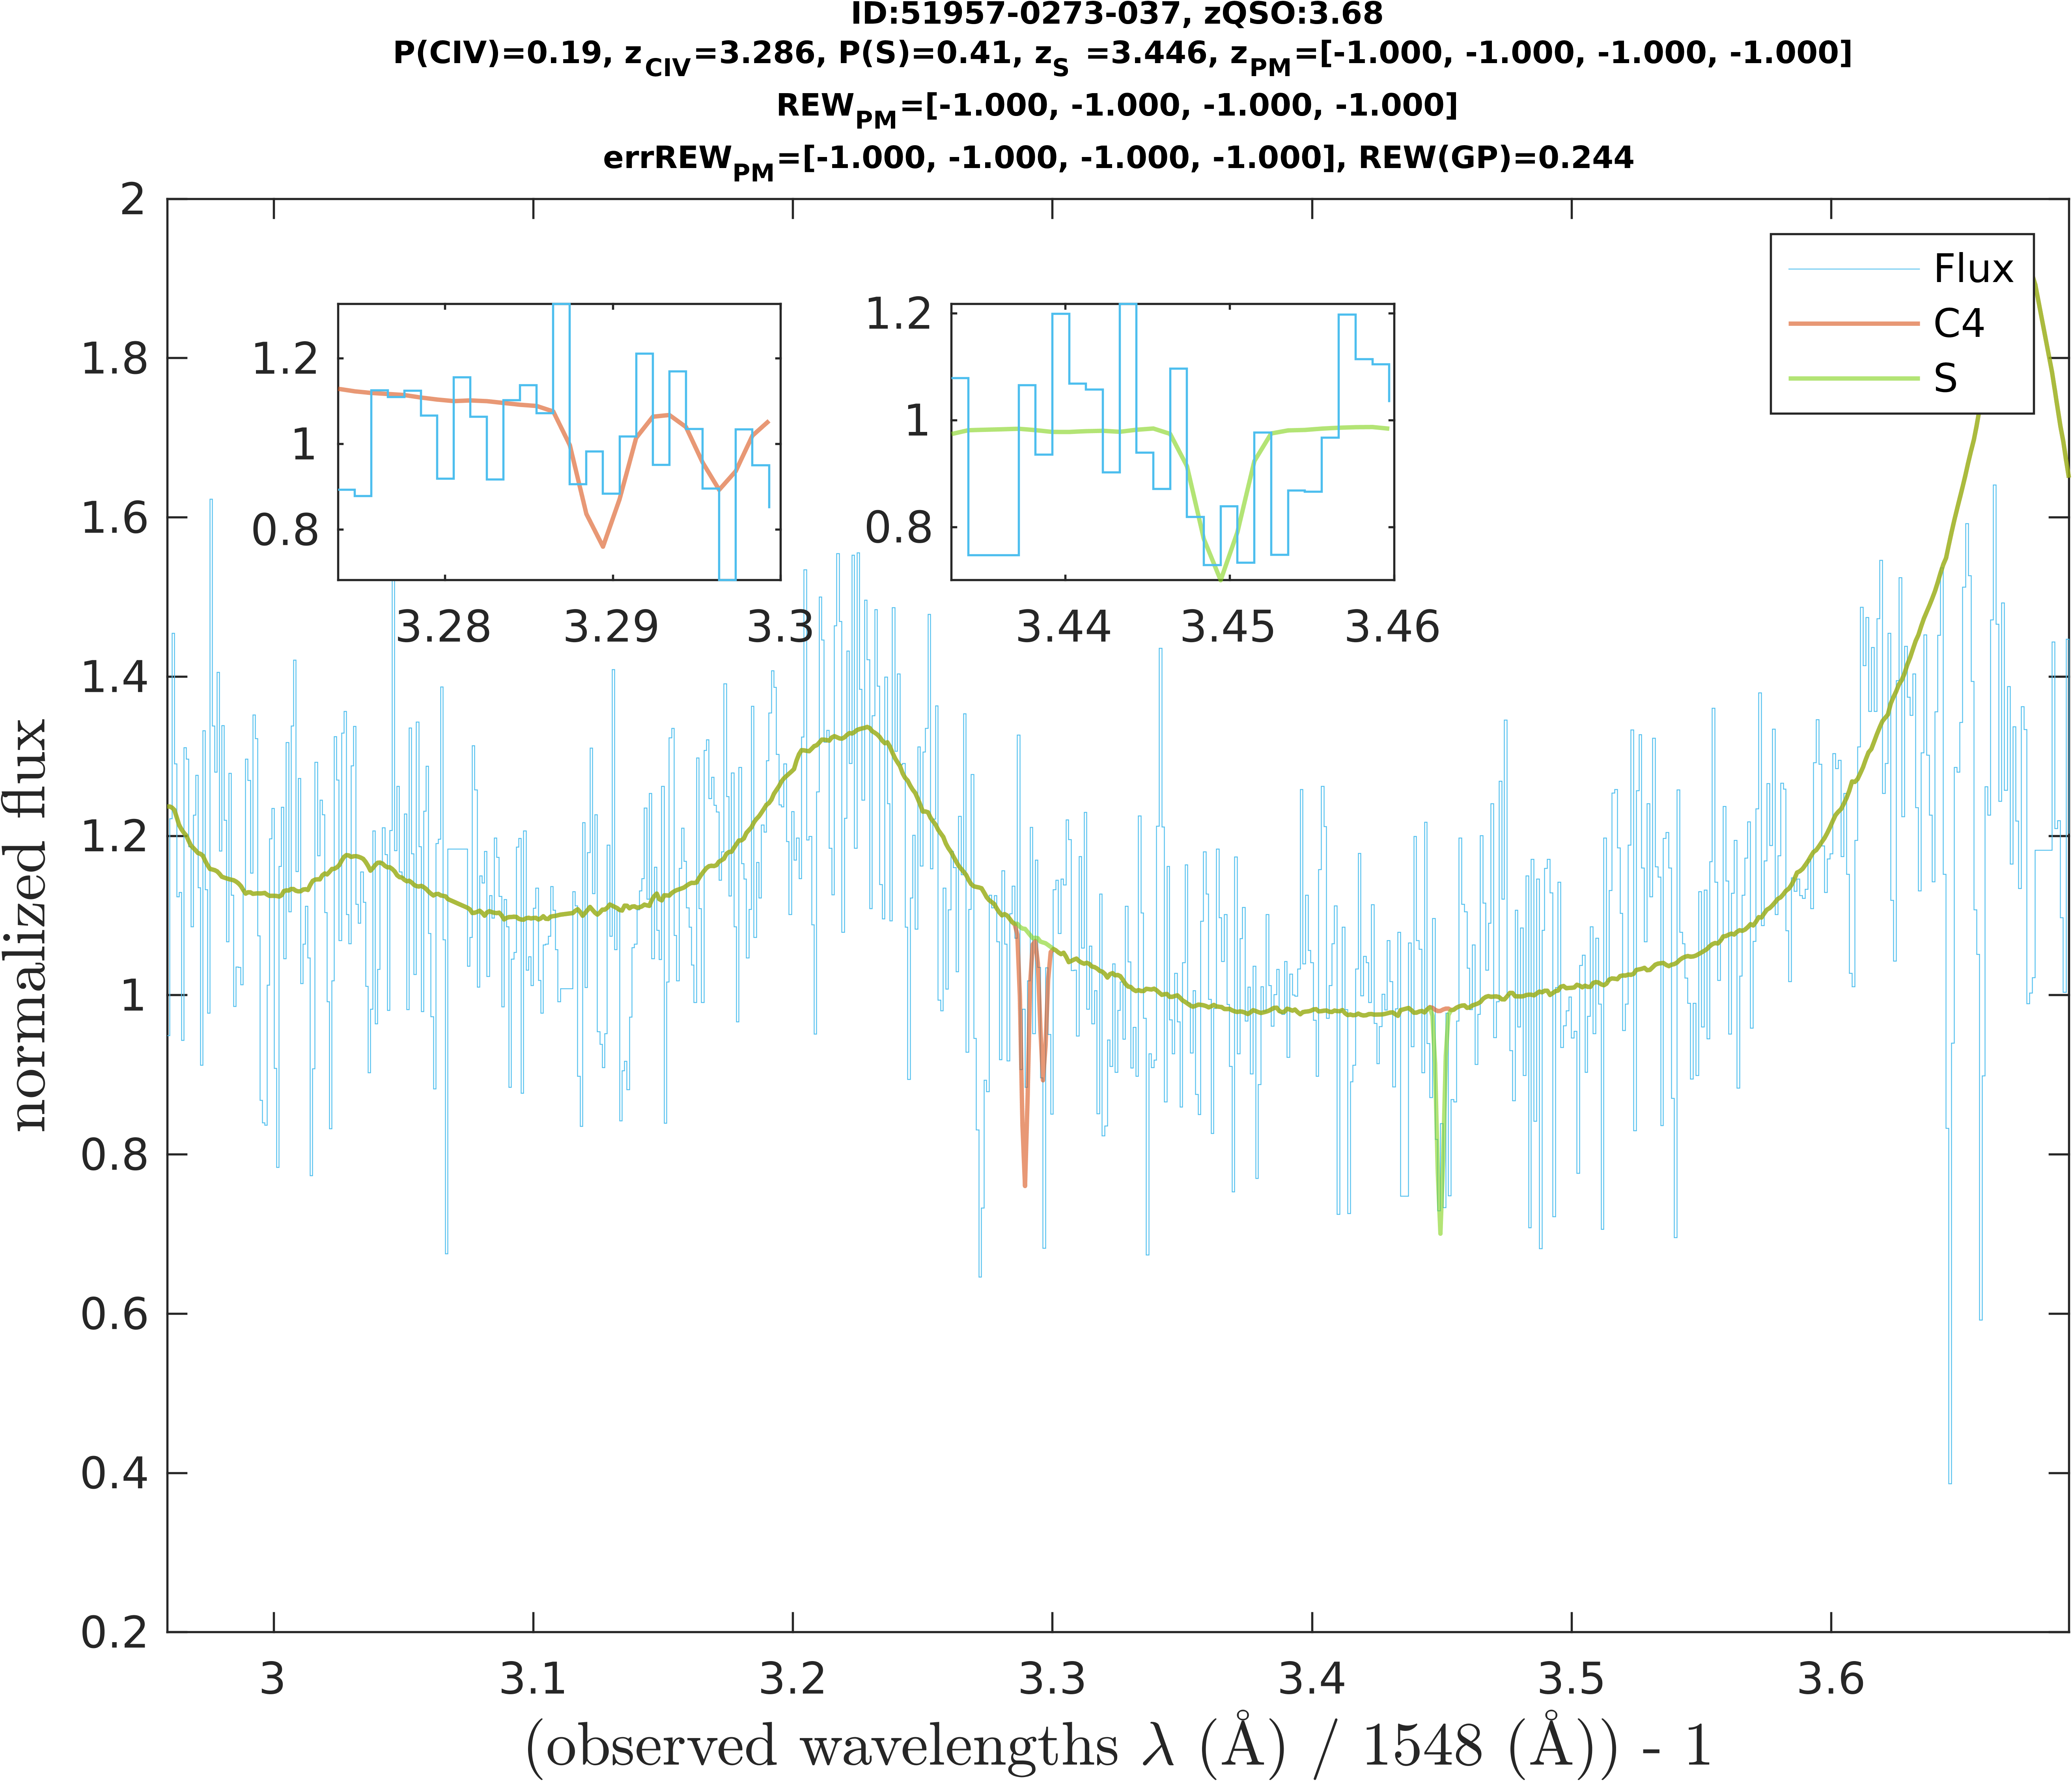 ID:51957-0273-037, zQSO:3.68
P(CIV)=0.19, zCIV=3.286, P(S)=0.41, zS =3.446, zPM=[-1.000, -1.000, -1.000, -1.000]
REWPM=[-1.000, -1.000, -1.000, -1.000]
errREWPM=[-1.000, -1.000, -1.000, -1.000], REW(GP)=0.244
2
1.8
1.6
1.4
1.2
1
0.8
0.6
0.4
0.2
normalized flux
1.2
1
0.8
3.28 3.29 3.3
1.2
1
0.8
3.44 3.45 3.46
Flux
C4
S
3 3.1 3.2 3.3 3.4 3.5 3.6
(observed wavelengths λ (Å) / 1548 (Å)) - 1